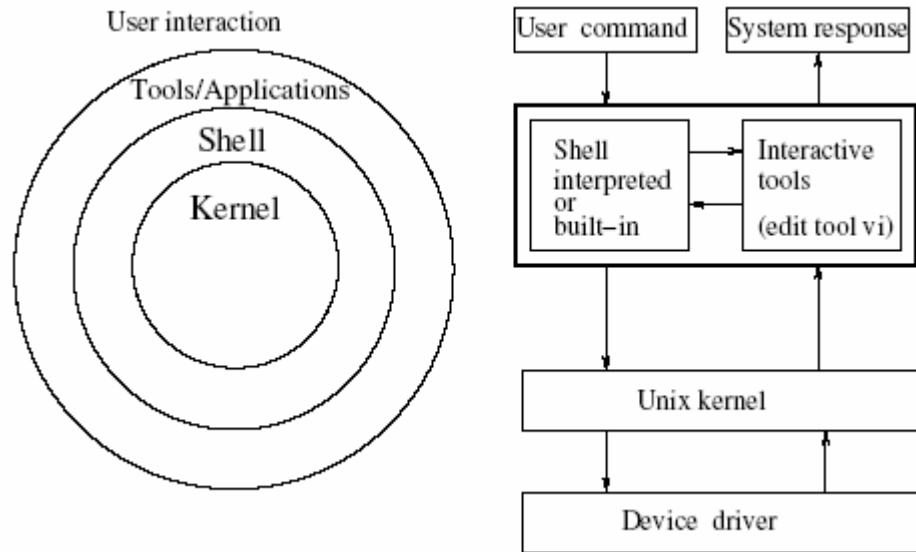 User interaction
Tools/Applications
Shell
Kernel
User command
System response
Shell
interpreted
or
built-in
Interactive
tools
(edit tool vi)
Unix kernel
Device driver